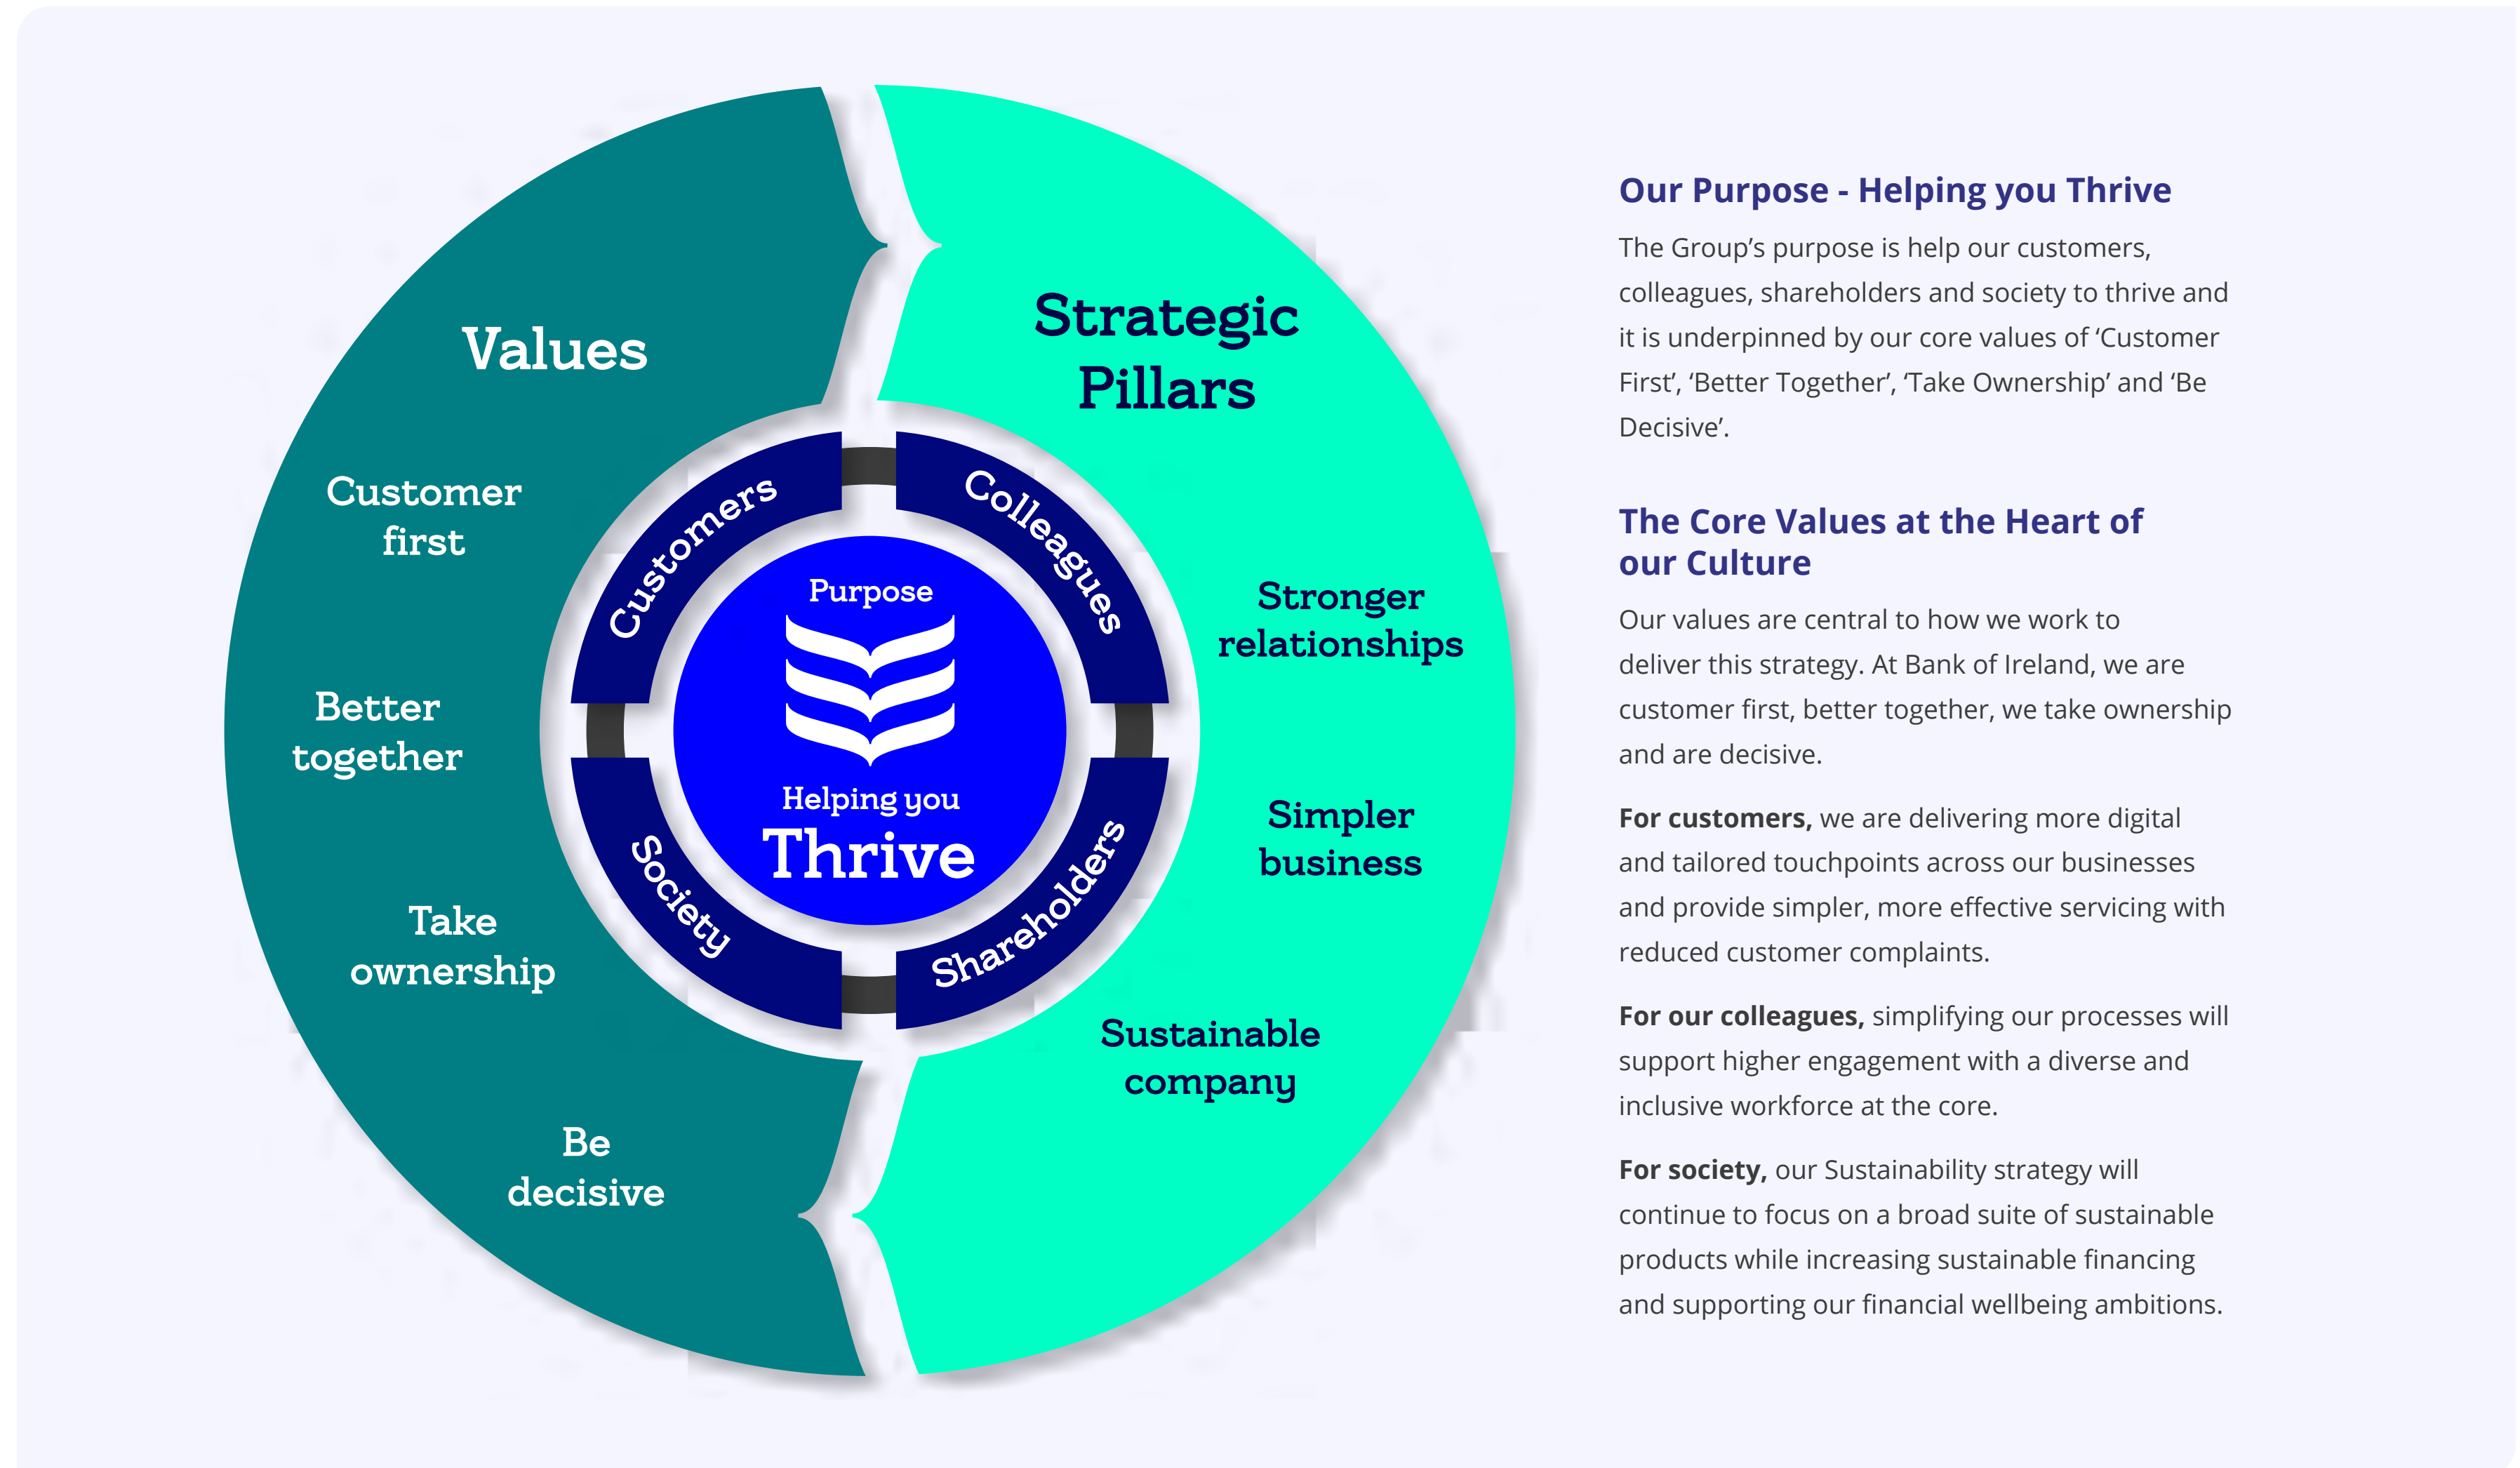 Values
Customer
first
Better
together
Take
ownership
Be
decisive
Strategic
Pillars
Stronger
relationships
Simpler
business
Sustainable
company
Customers
Colleagues
Society
Shareholders
Purpose
Helping you
Thrive
Our Purpose - Helping you Thrive
The Group’s purpose is help our customers,
colleagues, shareholders and society to thrive and
it is underpinned by our core values of ‘Customer
First’, ‘Better Together’, ‘Take Ownership’ and ‘Be
Decisive’.
The Core Values at the Heart of
our Culture
Our values are central to how we work to
deliver this strategy. At Bank of Ireland, we are
customer first, better together, we take ownership
and are decisive.
For customers, we are delivering more digital
and tailored touchpoints across our businesses
and provide simpler, more effective servicing with
reduced customer complaints.
For our colleagues, simplifying our processes will
support higher engagement with a diverse and
inclusive workforce at the core.
For society, our Sustainability strategy will
continue to focus on a broad suite of sustainable
products while increasing sustainable financing
and supporting our financial wellbeing ambitions.